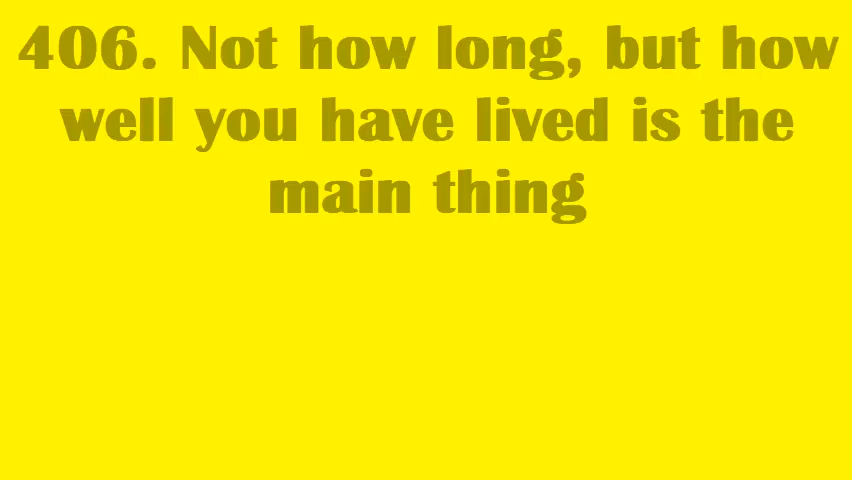 406. Not how long, but how
well you have lived is the
main thing